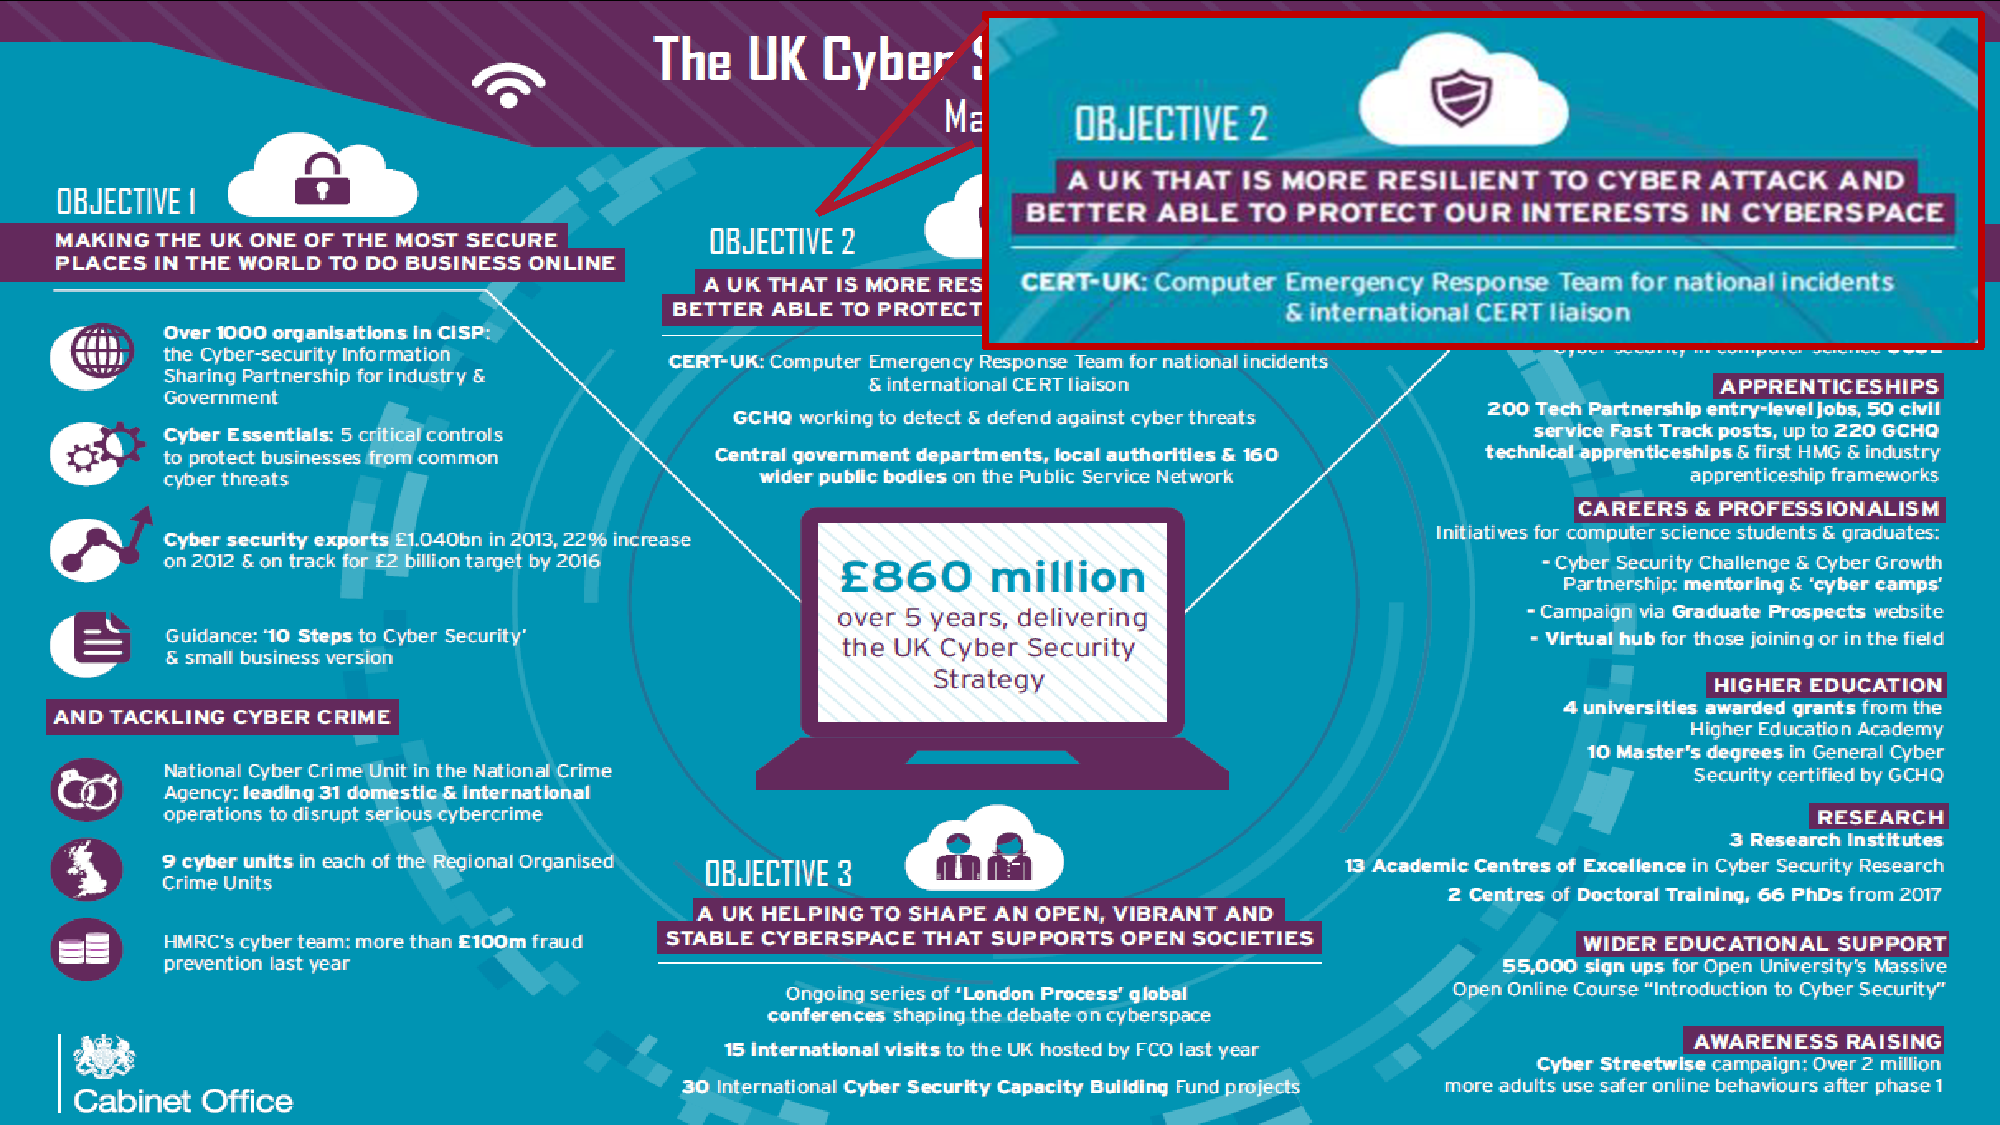 The UK Cyber
Ma
OBJECTIVE 2
A UK THAT IS MORE RESILIENT TO CYBER ATTACK AND
BETTER ABLE TO PROTECT OUR INTERESTS IN CYBERSPACE
CERT-UK: Computer Emergency Response Team for national incidents
& international CERT liaison
OBJECTIVE 1
MAKING THE UK ONE OF THE MOST SECURE
PLACES IN THE WORLD TO DO BUSINESS ONLINE
Over 1000 organisations in CISP:
the Cyber-security Information
Sharing Partnership for industry &
Government
Cyber Essentials: 5 critical controls
to protect businesses from common
cyber threats
Cyber security exports £1.040bn in 2013, 22% increase
on 2012 & on track for £2 billion target by 2016
Guidance: '10 Steps to Cyber Security'
& small business version
AND TACKLING CYBER CRIME
National Cyber Crime Unit in the National Crime
Agency: leading 31 domestic & international
operations to disrupt serious cybercrime
9 cyber units in each of the Regional Organised
Crime Units
HMRC's cyber team: more than £100m fraud
prevention last year
Cabinet Office
OBJECTIVE 2
A UK THAT IS MORE RES
BETTER ABLE TO PROTECT
CERT-UK: Computer Emergency Response Team for national incidents
& international CERT liaison
GCHQ working to detect & defend against cyber threats
Central government departments, local authorities & 160
wider public bodies on the Public Service Network
£860 million
over 5 years, delivering
the UK Cyber Security
Strategy
OBJECTIVE 3
A UK HELPING TO SHAPE AN OPEN, VIBRANT AND
STABLE CYBERSPACE THAT SUPPORTS OPEN SOCIETIES
Ongoing series of 'London Process' global
conferences shaping the debate on cyberspace
15 international visits to the UK hosted by FCO last year
30 International Cyber Security Capacity Building Fund projects
APPRENTICESHIPS
200 Tech Partnership entry-level jobs, 50 civil
service Fast Track posts, up to 220 GCHQ
technical apprenticeships & first HMG & industry
apprenticeship frameworks
CAREERS & PROFESSIONALISM
Initiatives for computer science students & graduates:
- Cyber Security Challenge & Cyber Growth
Partnership: mentoring & 'cyber camps'
- Campaign via Graduate Prospects website
- Virtual hub for those joining or in the field
HIGHER EDUCATION
4 universities awarded grants from the
Higher Education Academy
10 Master's degrees in General Cyber
Security certified by GCHQ
RESEARCH
3 Research Institutes
13 Academic Centres of Excellence in Cyber Security Research
2 Centres of Doctoral Training, 66 PhDs from 2017
WIDER EDUCATIONAL SUPPORT
55,000 sign ups for Open University's Massive
Open Online Course "Introduction to Cyber Security"
AWARENESS RAISING
Cyber Streetwise campaign: Over 2 million
more adults use safer online behaviours after phase 1